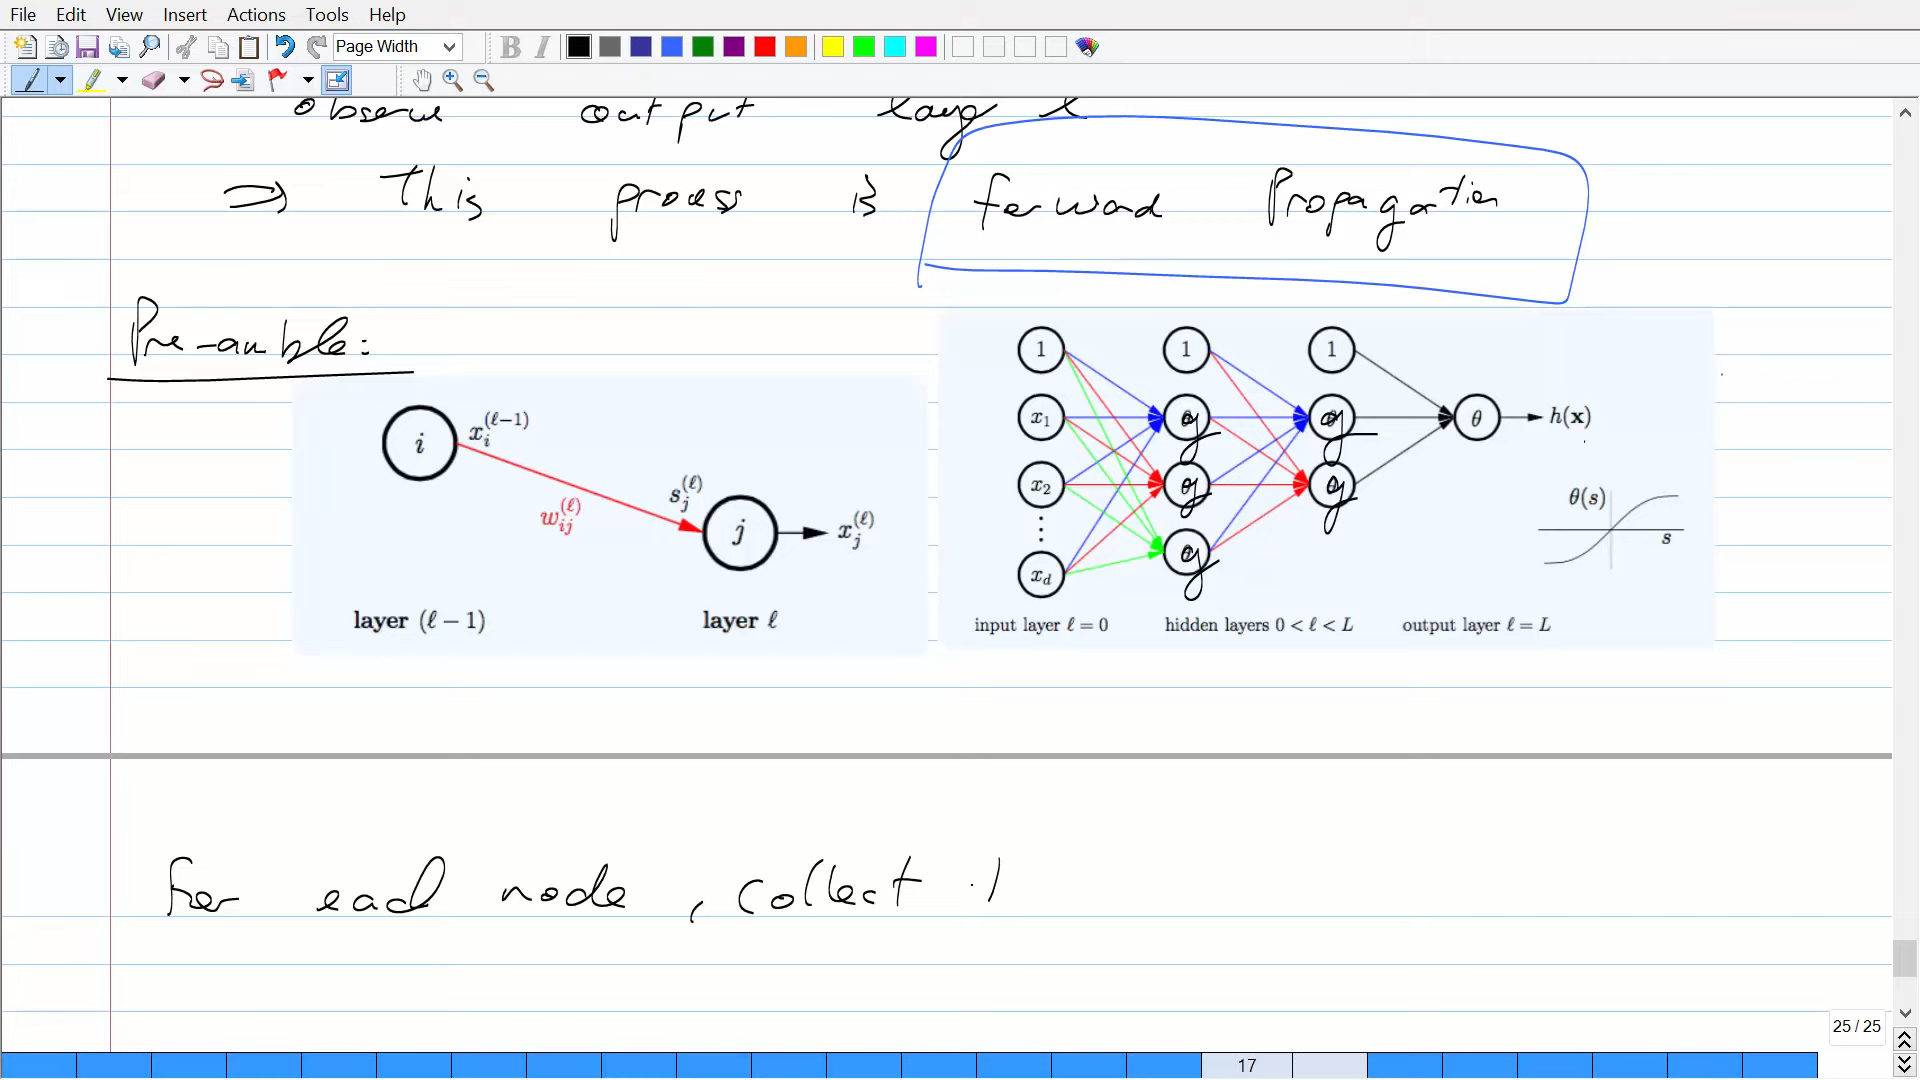 File Edit View Insert Actions Tools Help
Page Width B I
observe output layer l
⇒ This process is Forward Propagation
Pre-amble:
i x_i^(ℓ−1)
w_ij^(ℓ)
s_j^(ℓ)
j x_j^(ℓ)
layer (ℓ − 1) layer ℓ
1 1 1
x_1 g g θ h(x)
x_2 g g
⋮
x_d g
θ(s)
s
input layer ℓ = 0 hidden layers 0 < ℓ < L output layer ℓ = L
For each node, collect
25 / 25
17